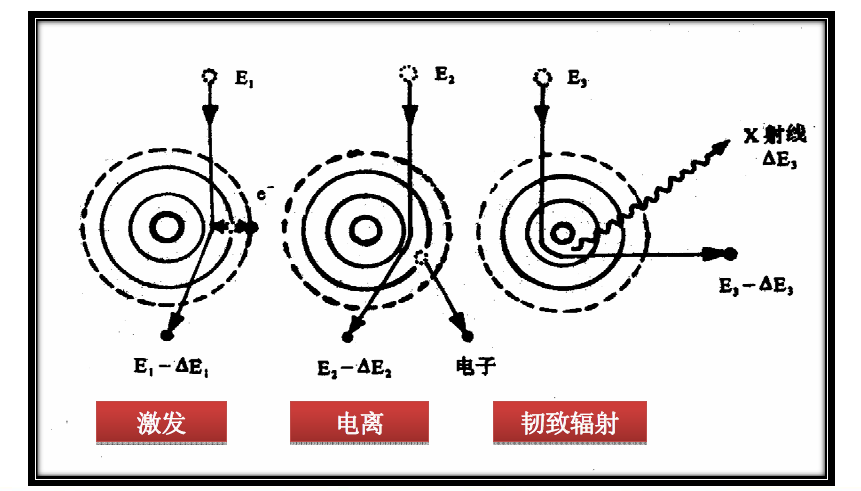 E₁ E₂ E₃
X 射线
ΔE₃
e⁻
E₃-ΔE₃
E₁-ΔE₁ E₂-ΔE₂ 电子
激发 电离 韧致辐射